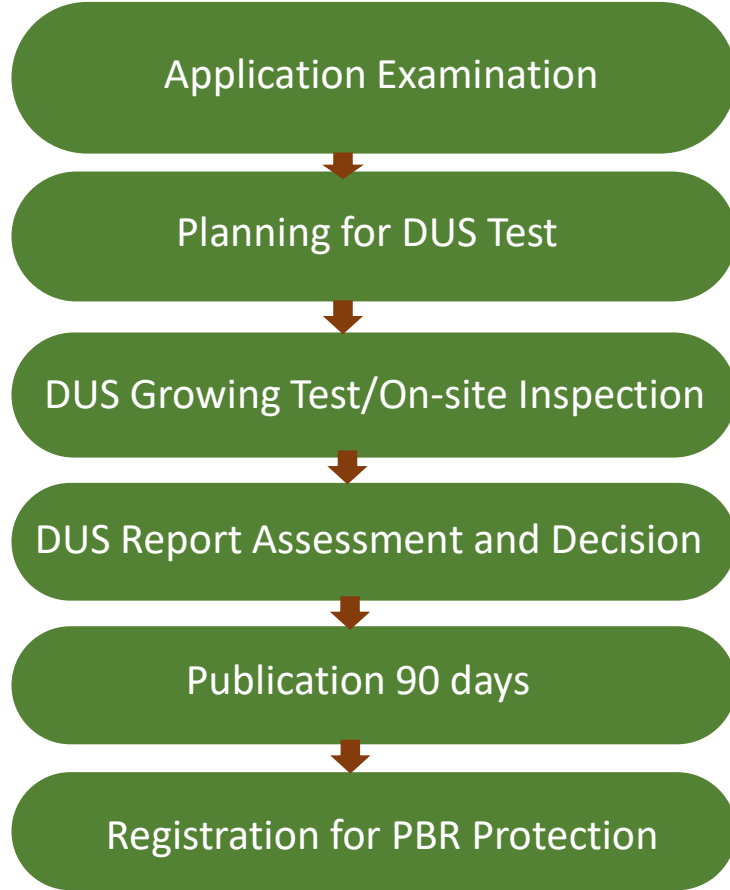 Application Examination
Planning for DUS Test
DUS Growing Test/On-site Inspection
DUS Report Assessment and Decision
Publication 90 days
Registration for PBR Protection